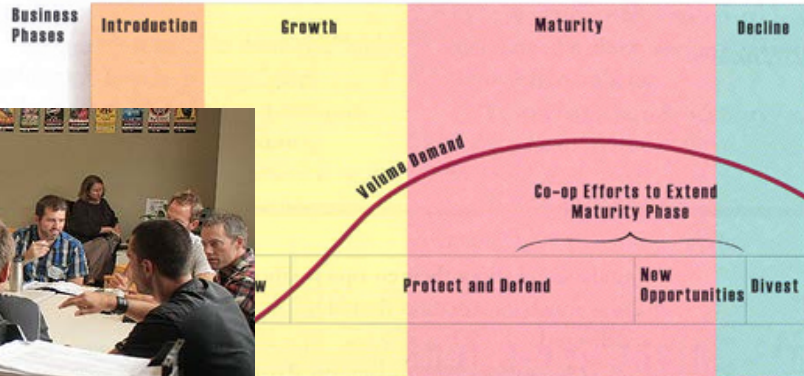 Business
Phases
Introduction
Growth
Maturity
Decline
Volume Demand
Co-op Efforts to Extend
Maturity Phase
w
Protect and Defend
New
Opportunities
Divest